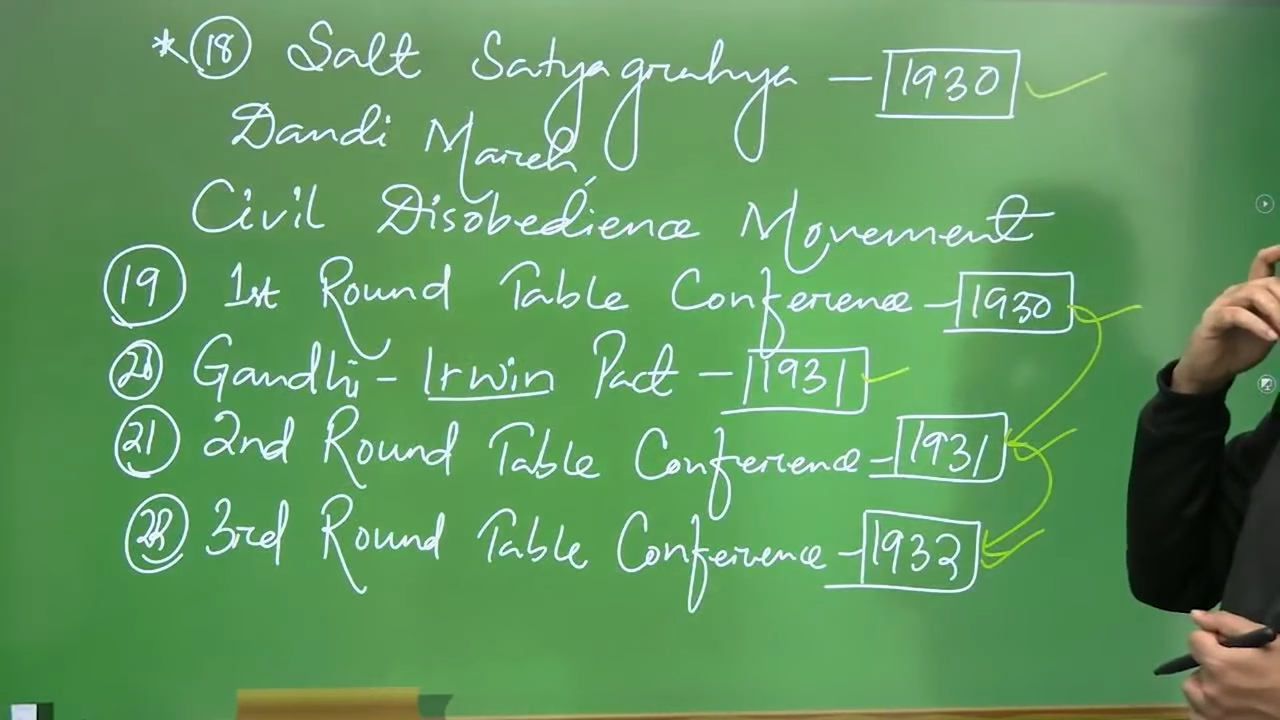 * 18 Salt Satyagruhya – 1930
Dandi March,
Civil Disobedience Movement
19 1st Round Table Conference – 1930
20 Gandhi – Irwin Pact – 1931
21 2nd Round Table Conference – 1931
22 3rd Round Table Conference – 1932